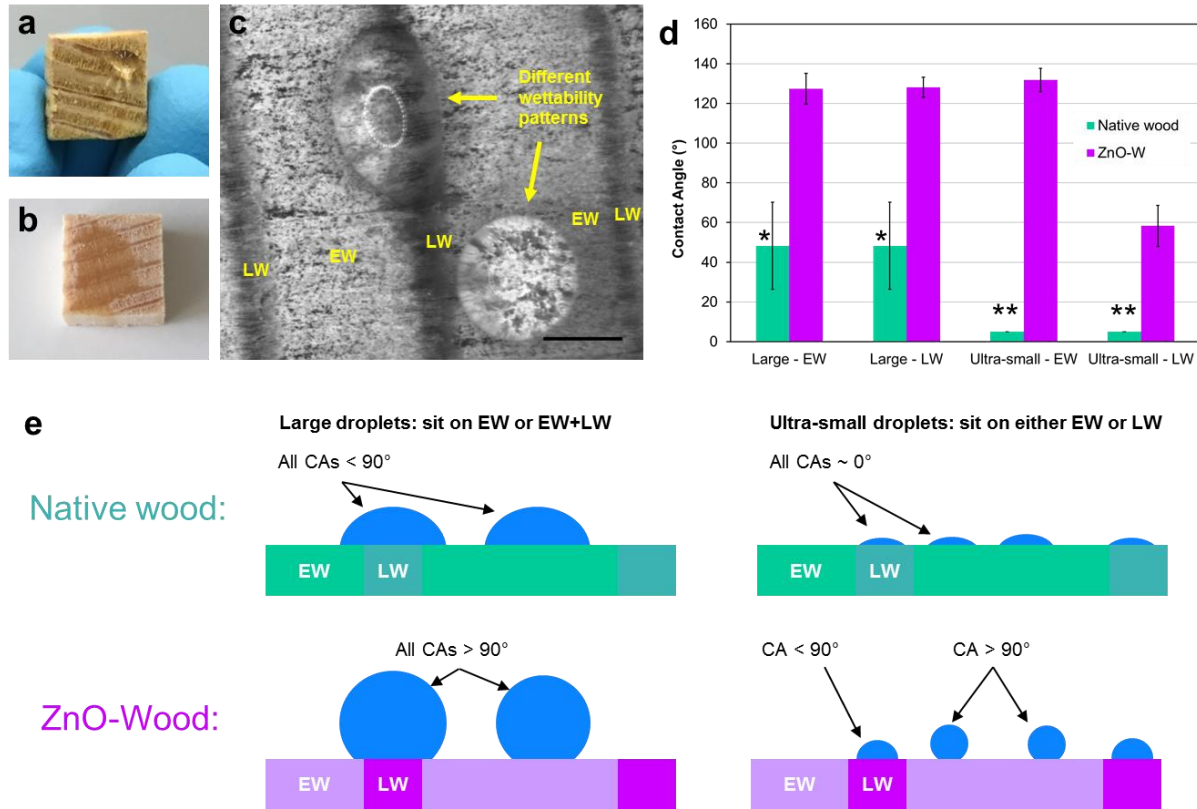 a
b
c
Different
wettability
patterns
EW
LW
LW
EW
LW
d
160
140
120
100
80
60
40
20
0
Contact Angle (°)
Native wood
ZnO-W
*
*
**
**
Large - EW
Large - LW
Ultra-small - EW
Ultra-small - LW
e
Large droplets: sit on EW or EW+LW
Ultra-small droplets: sit on either EW or LW
Native wood:
All CAs < 90°
EW
LW
All CAs ~ 0°
EW
LW
ZnO-Wood:
All CAs > 90°
EW
LW
CA < 90°
CA > 90°
EW
LW